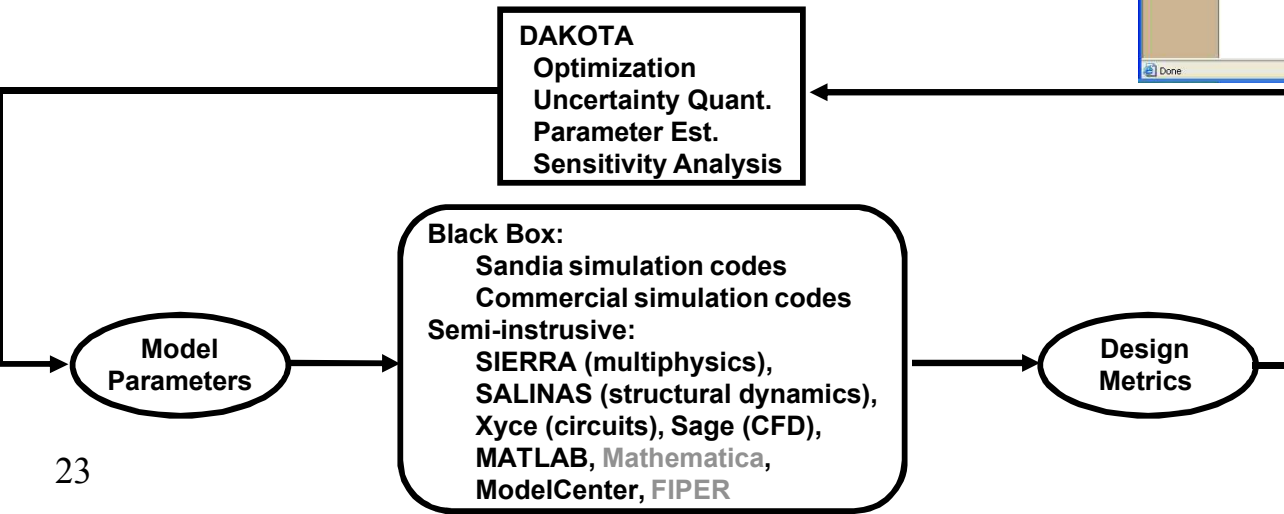 Done
DAKOTA
Optimization
Uncertainty Quant.
Parameter Est.
Sensitivity Analysis
Black Box:
Sandia simulation codes
Commercial simulation codes
Semi-instrusive:
SIERRA (multiphysics),
SALINAS (structural dynamics),
Xyce (circuits), Sage (CFD),
MATLAB, Mathematica,
ModelCenter, FIPER
Model
Parameters
Design
Metrics
23